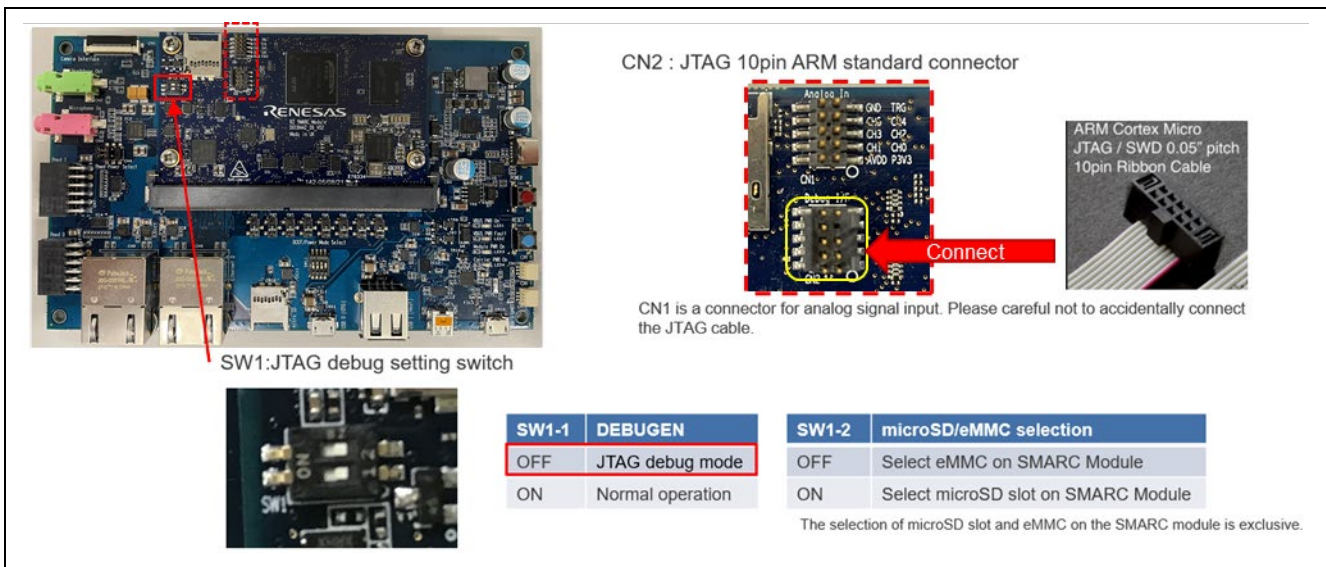 CN2 : JTAG 10pin ARM standard connector
RENESAS
Analog In
GND TRG
CH5 CH4
CH3 CH2
CH1 CH0
AVDD P3V3
CN1
Debug I/F
CN2
Connect
ARM Cortex Micro
JTAG / SWD 0.05" pitch
10pin Ribbon Cable
CN1 is a connector for analog signal input. Please careful not to accidentally connect
the JTAG cable.
SW1:JTAG debug setting switch
ON
1 2
SW1
SW1-1 DEBUGEN
OFF JTAG debug mode
ON Normal operation
SW1-2 microSD/eMMC selection
OFF Select eMMC on SMARC Module
ON Select microSD slot on SMARC Module
The selection of microSD slot and eMMC on the SMARC module is exclusive.